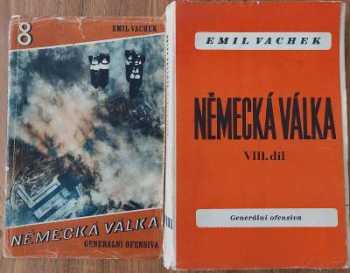 8
EMIL VACHEK
NĚMECKÁ VÁLKA
GENERÁLNÍ OFENSIVA
EMIL VACHEK
NĚMECKÁ VÁLKA
VIII. díl
Generální ofensiva